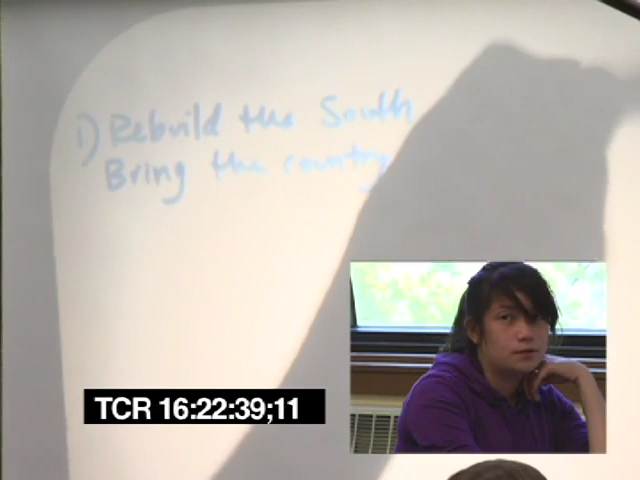 1) Rebuild the South
Bring the country
TCR 16:22:39;11